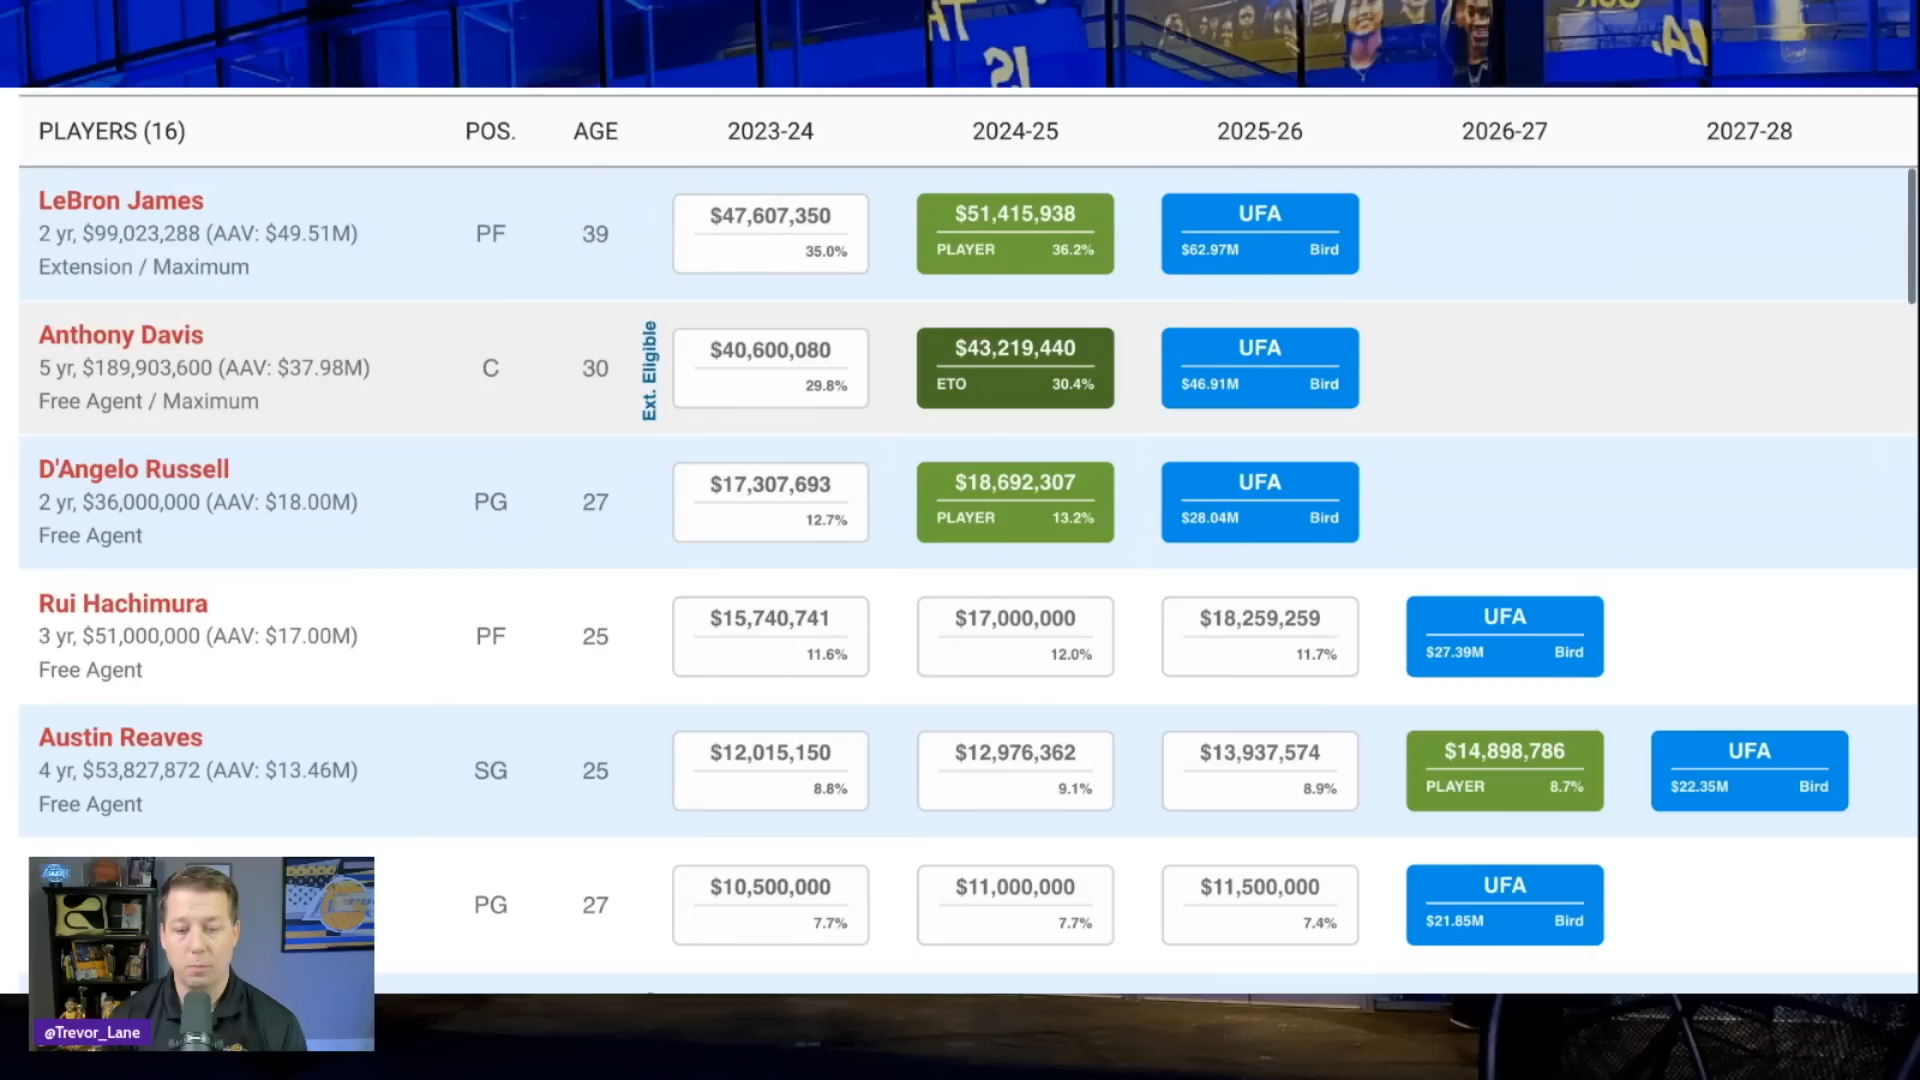 PLAYERS (16) POS. AGE 2023-24 2024-25 2025-26 2026-27 2027-28
LeBron James
2 yr, $99,023,288 (AAV: $49.51M)
Extension / Maximum
PF 39
$47,607,350
35.0%
$51,415,938
PLAYER 36.2%
UFA
$62.97M Bird
Anthony Davis
5 yr, $189,903,600 (AAV: $37.98M)
Free Agent / Maximum
C 30
Ext. Eligible
$40,600,080
29.8%
$43,219,440
ETO 30.4%
UFA
$46.91M Bird
D'Angelo Russell
2 yr, $36,000,000 (AAV: $18.00M)
Free Agent
PG 27
$17,307,693
12.7%
$18,692,307
PLAYER 13.2%
UFA
$28.04M Bird
Rui Hachimura
3 yr, $51,000,000 (AAV: $17.00M)
Free Agent
PF 25
$15,740,741
11.6%
$17,000,000
12.0%
$18,259,259
11.7%
UFA
$27.39M Bird
Austin Reaves
4 yr, $53,827,872 (AAV: $13.46M)
Free Agent
SG 25
$12,015,150
8.8%
$12,976,362
9.1%
$13,937,574
8.9%
$14,898,786
PLAYER 8.7%
UFA
$22.35M Bird
PG 27
$10,500,000
7.7%
$11,000,000
7.7%
$11,500,000
7.4%
UFA
$21.85M Bird
@Trevor_Lane